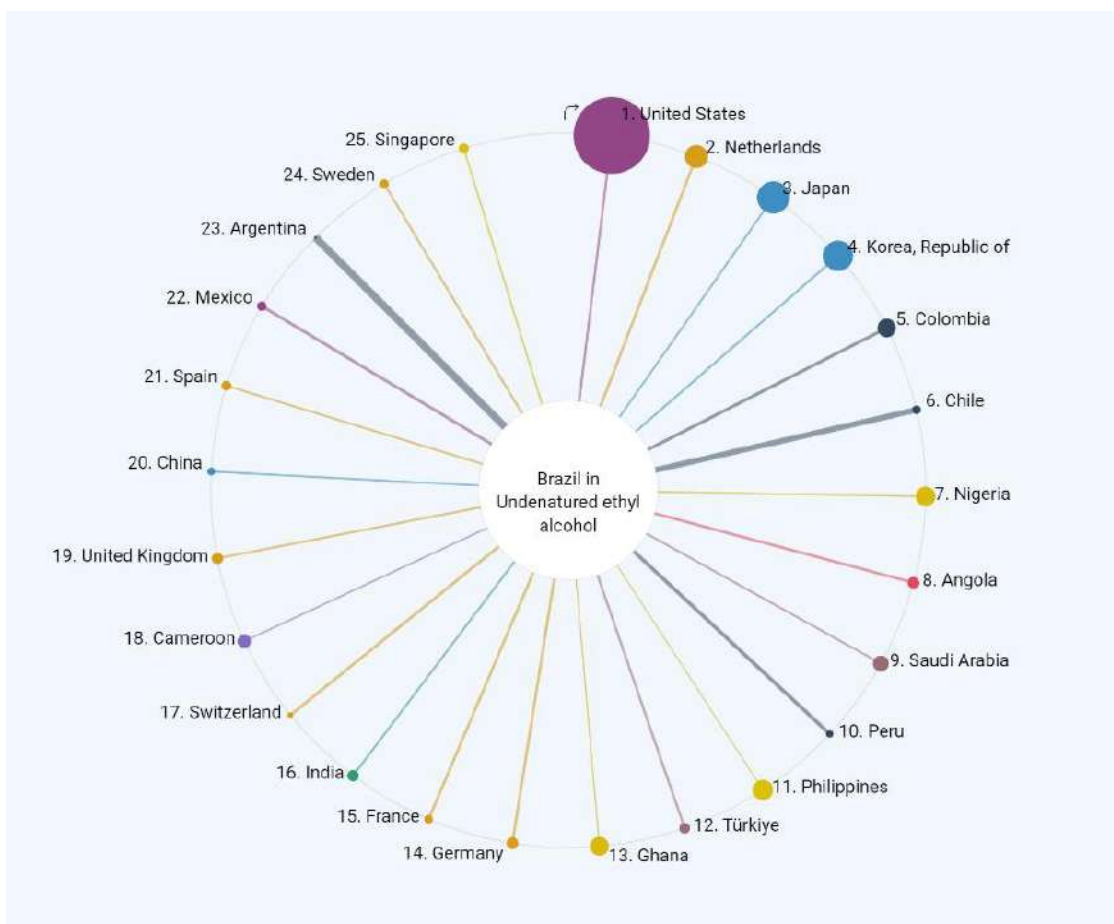 1. United States
2. Netherlands
3. Japan
4. Korea, Republic of
5. Colombia
6. Chile
7. Nigeria
8. Angola
9. Saudi Arabia
10. Peru
11. Philippines
12. Türkiye
13. Ghana
14. Germany
15. France
16. India
17. Switzerland
18. Cameroon
19. United Kingdom
20. China
21. Spain
22. Mexico
23. Argentina
24. Sweden
25. Singapore
Brazil in
Undenatured ethyl
alcohol